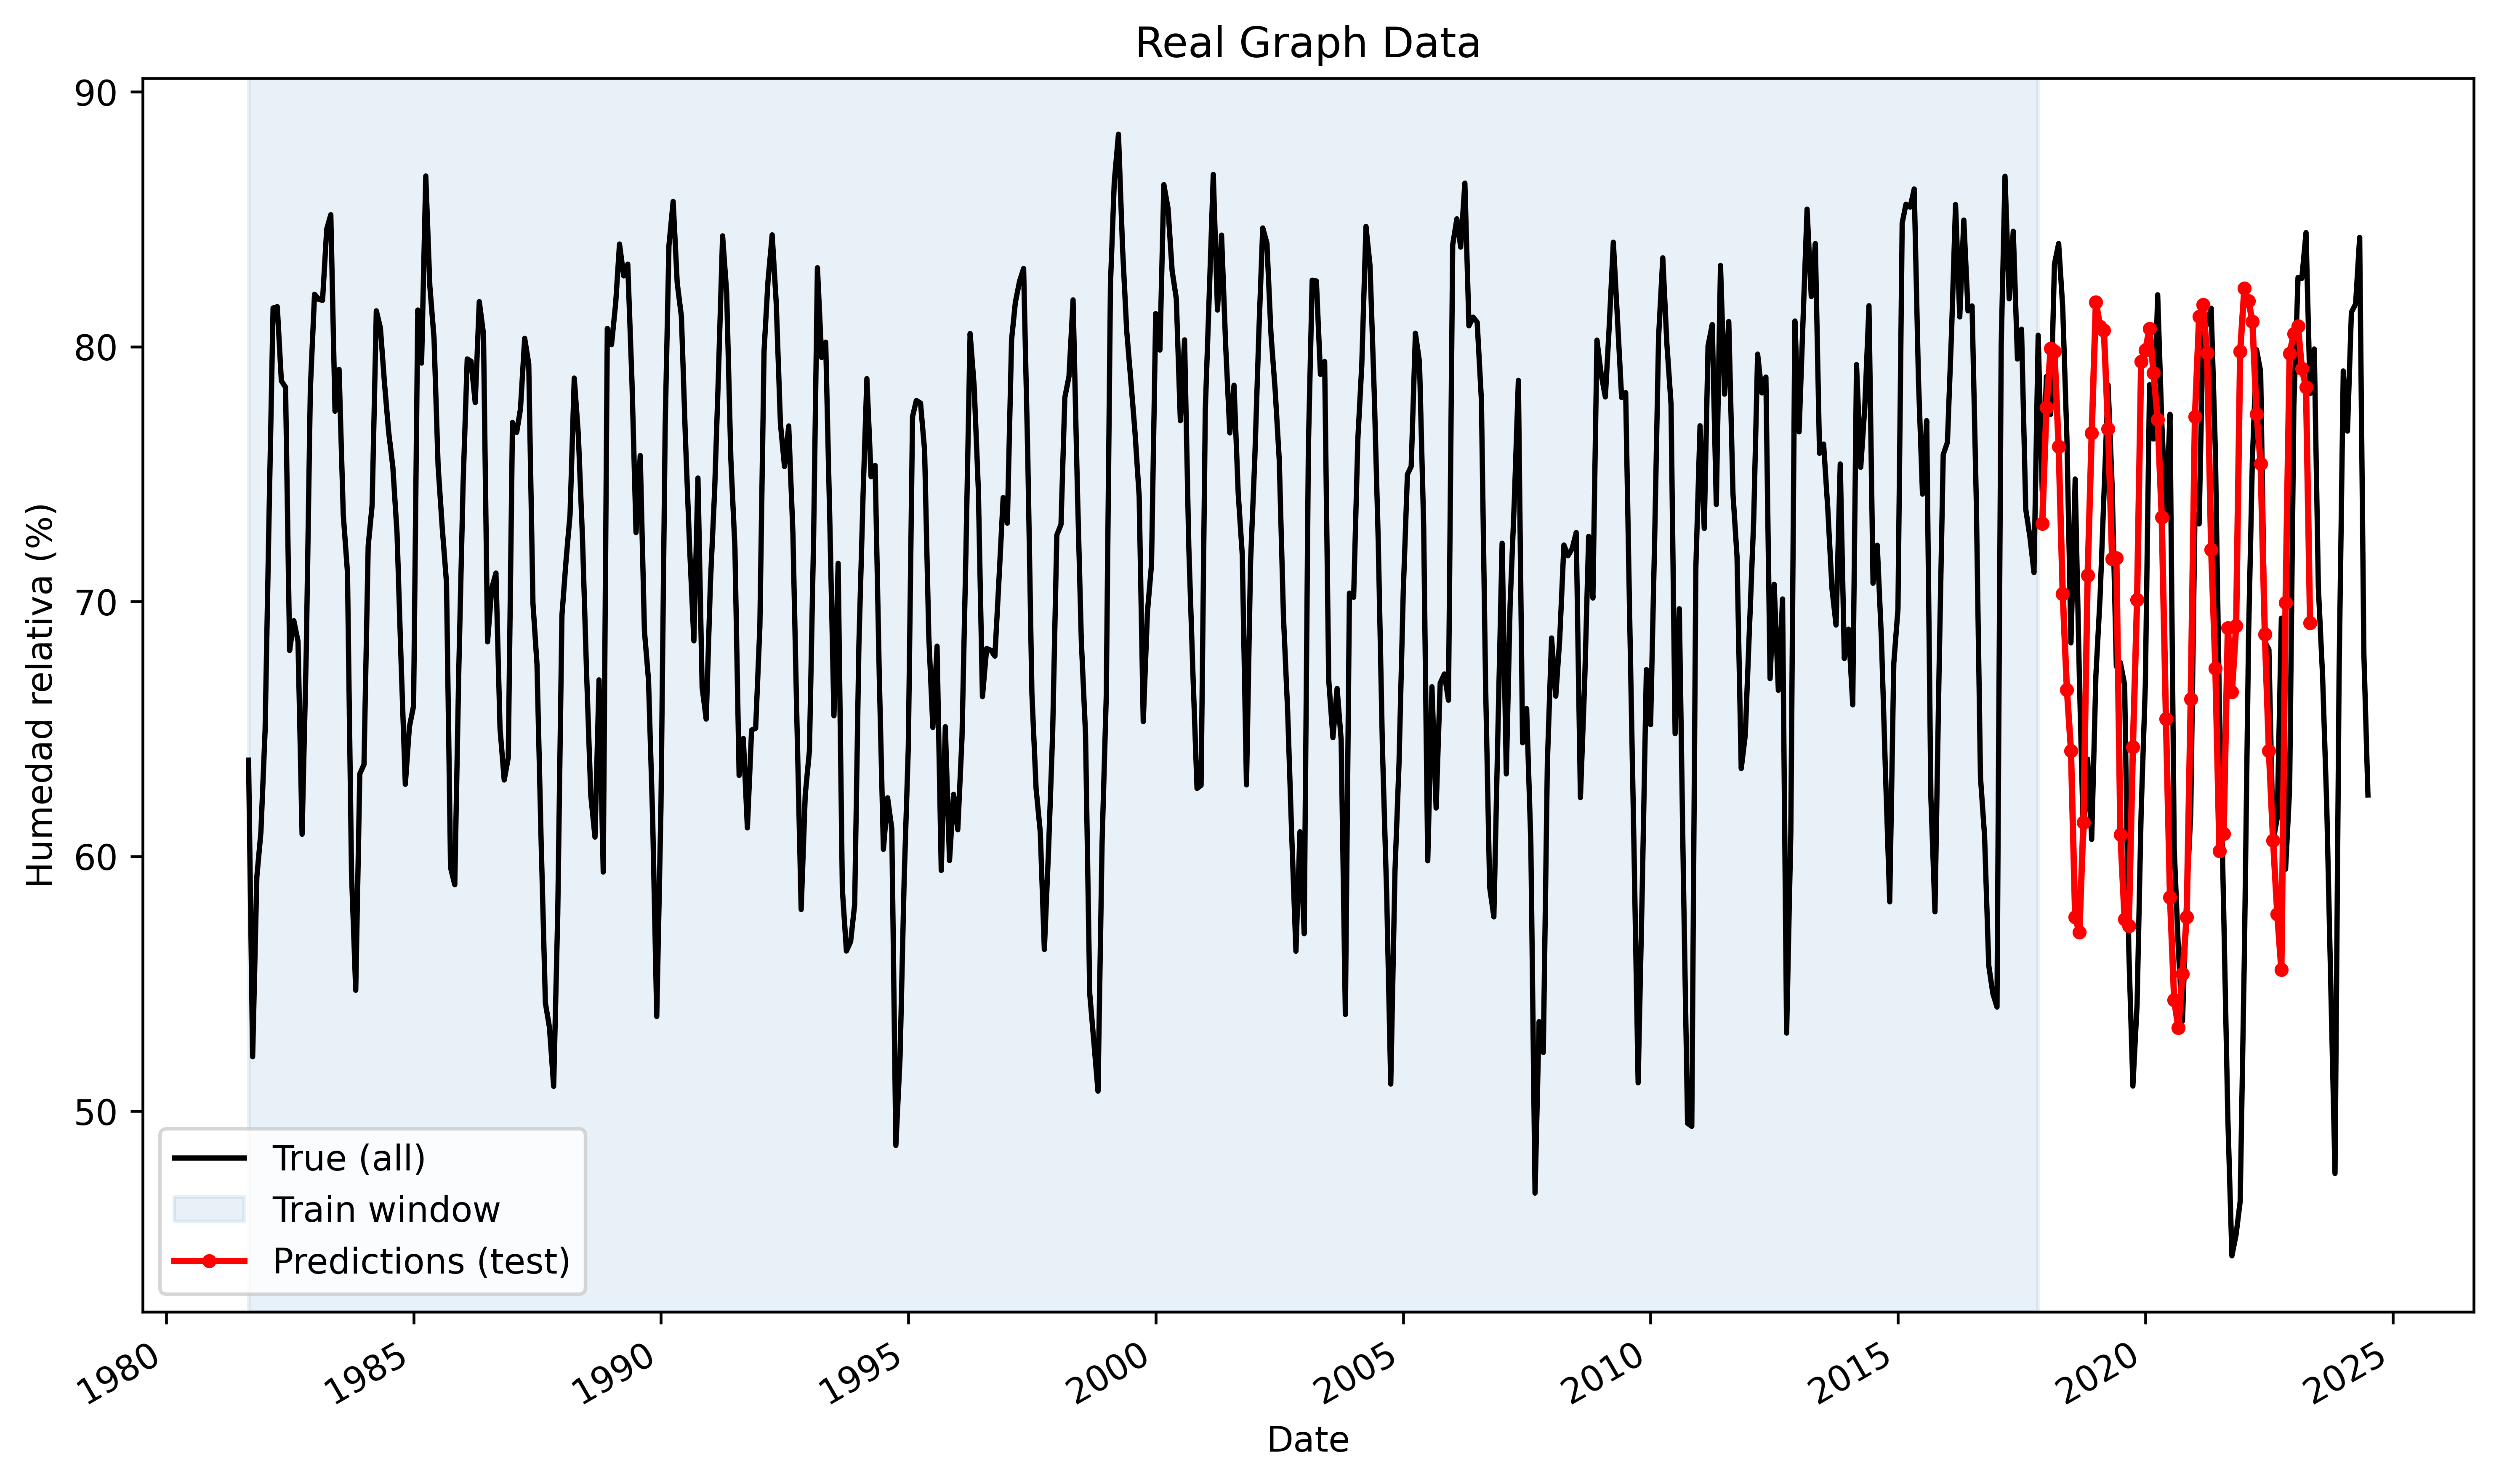 Real Graph Data
Humedad relativa (%)
90
80
70
60
50
True (all)
Train window
Predictions (test)
1980
1985
1990
1995
2000
2005
2010
2015
2020
2025
Date